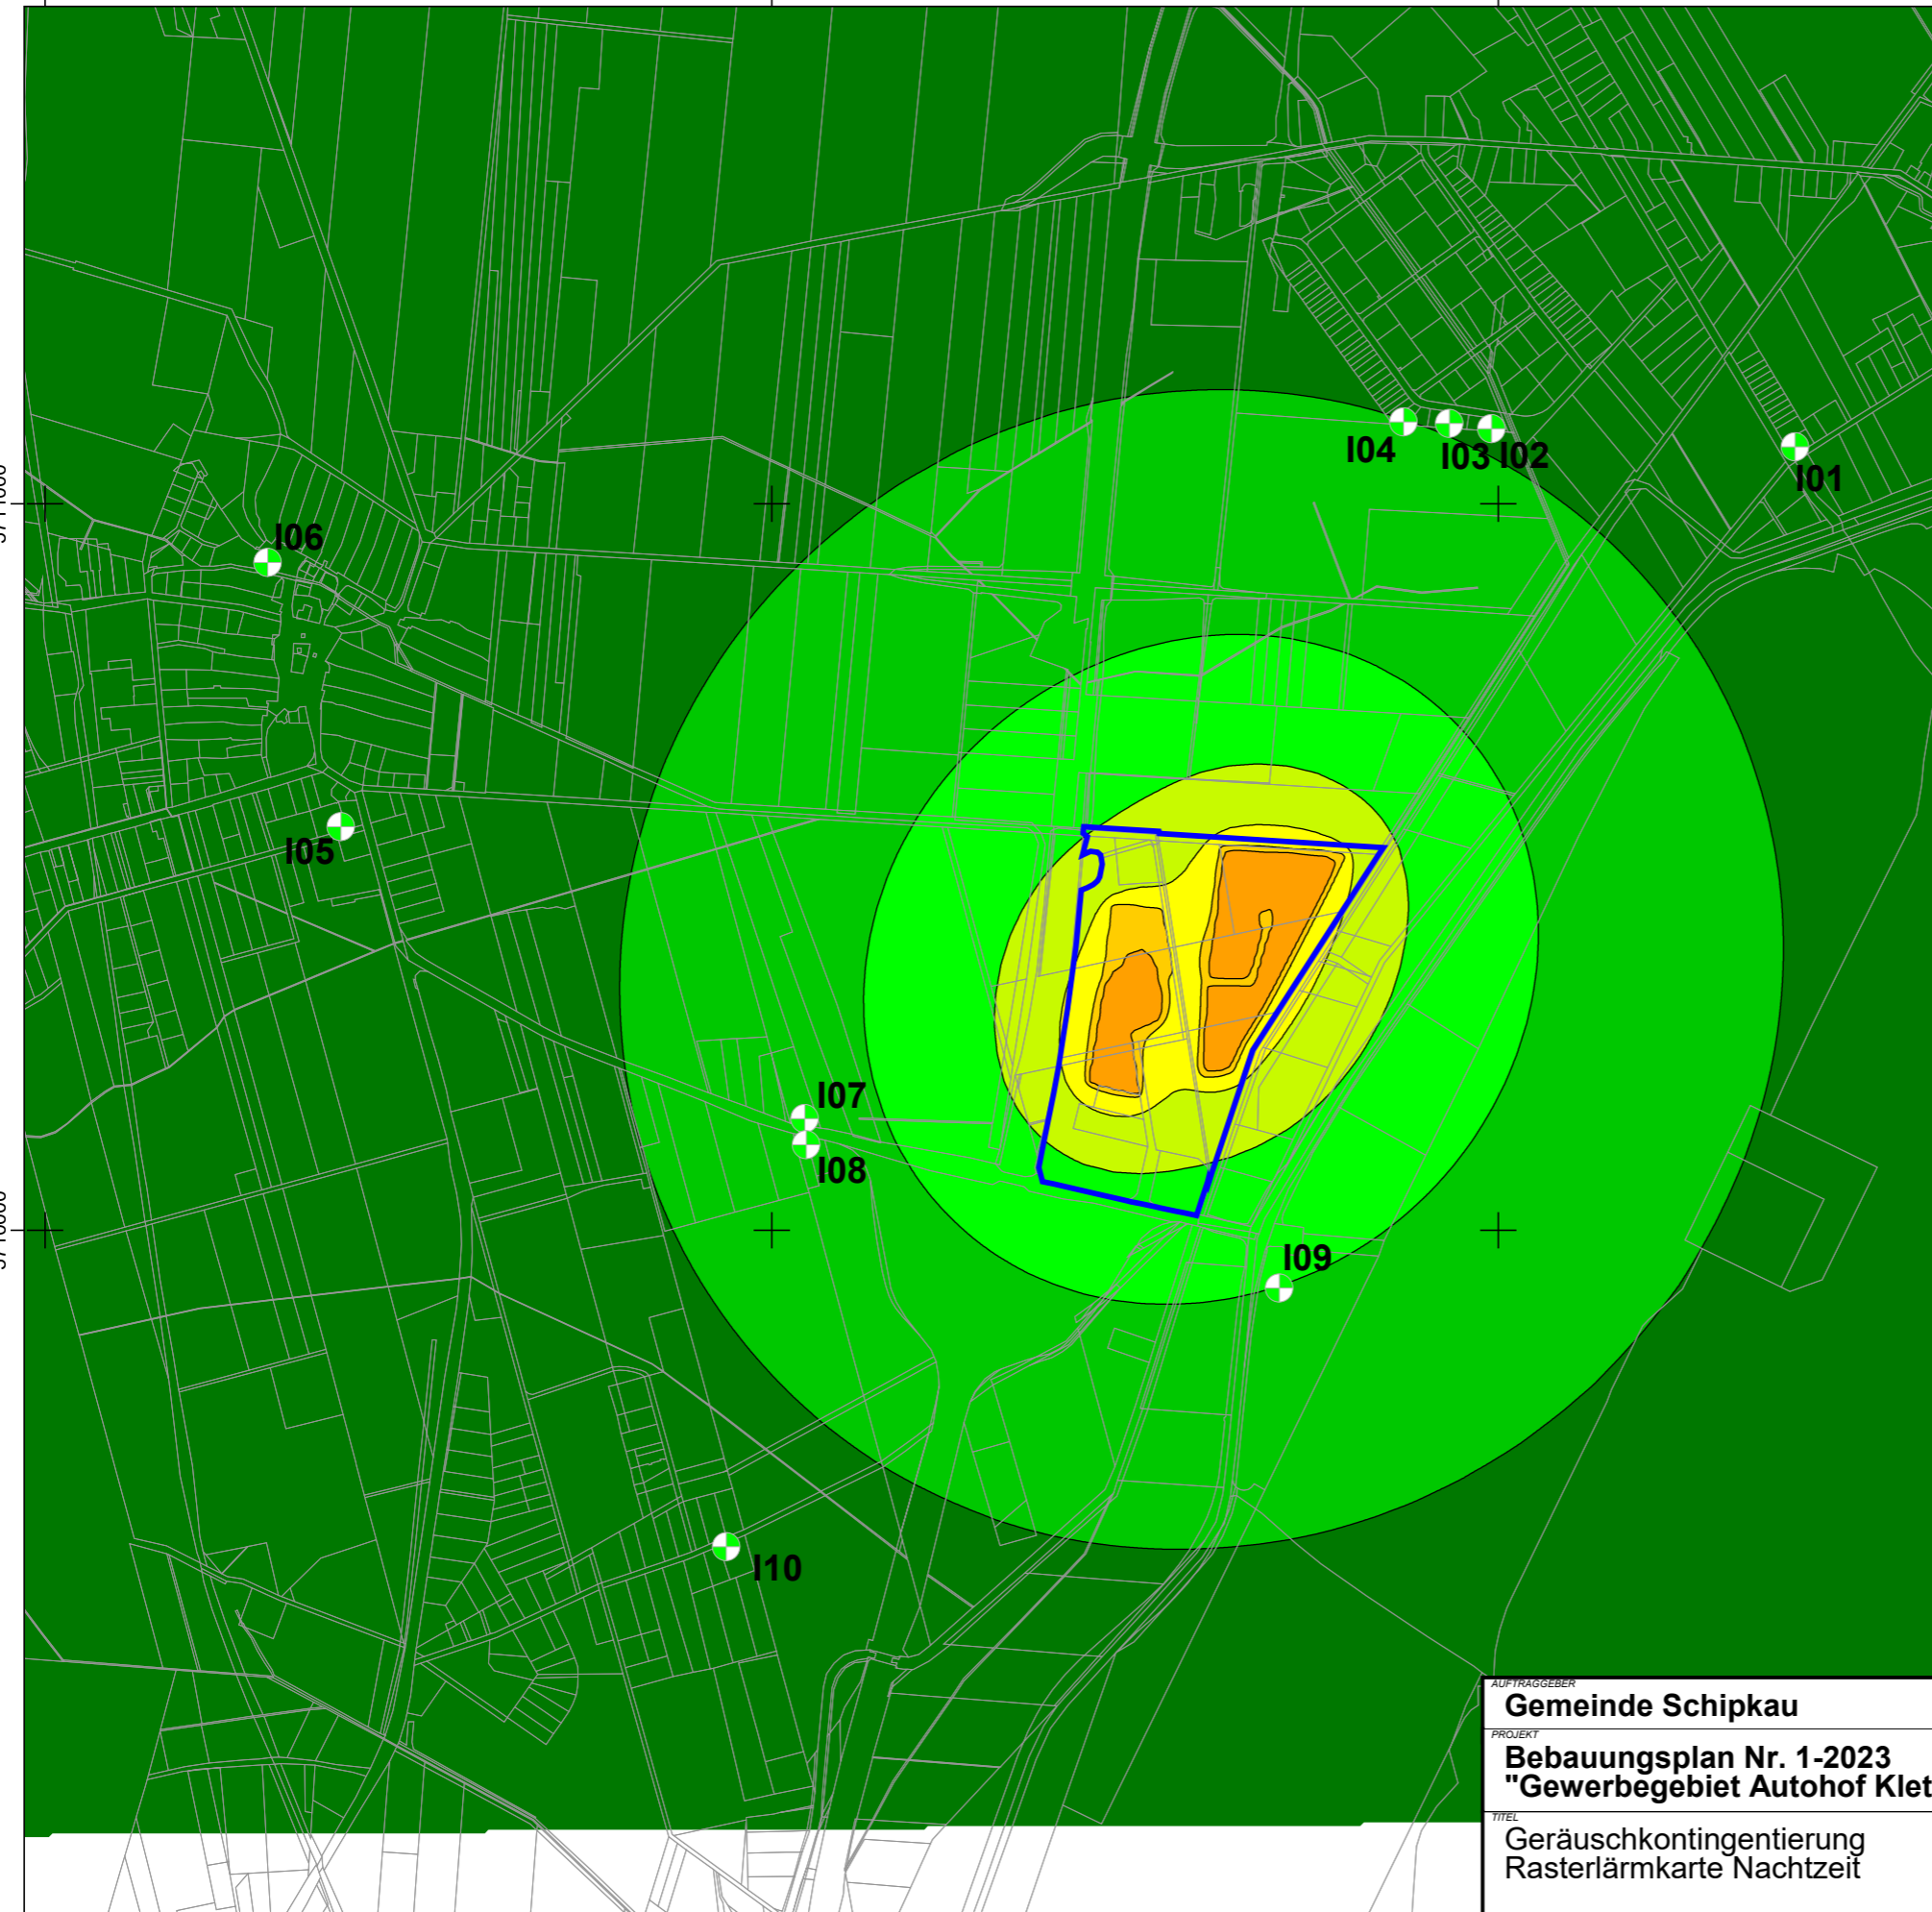 I04
I03
I02
I01
I06
I05
I07
I08
I09
I10
AUFTRAGGEBER
Gemeinde Schipkau
PROJEKT
Bebauungsplan Nr. 1-2023
"Gewerbegebiet Autohof Klet
TITEL
Geräuschkontingentierung
Rasterlärmkarte Nachtzeit